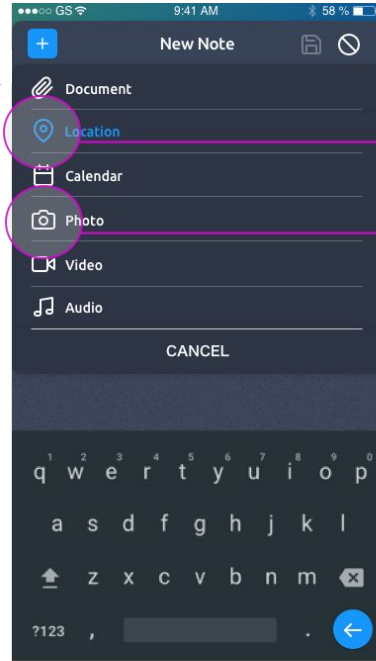 GS 9:41 AM 58 %
+ New Note
Document
Location
Calendar
Photo
Video
Audio
CANCEL
1 2 3 4 5 6 7 8 9 0
q w e r t y u i o p
a s d f g h j k l
z x c v b n m
?123 , .